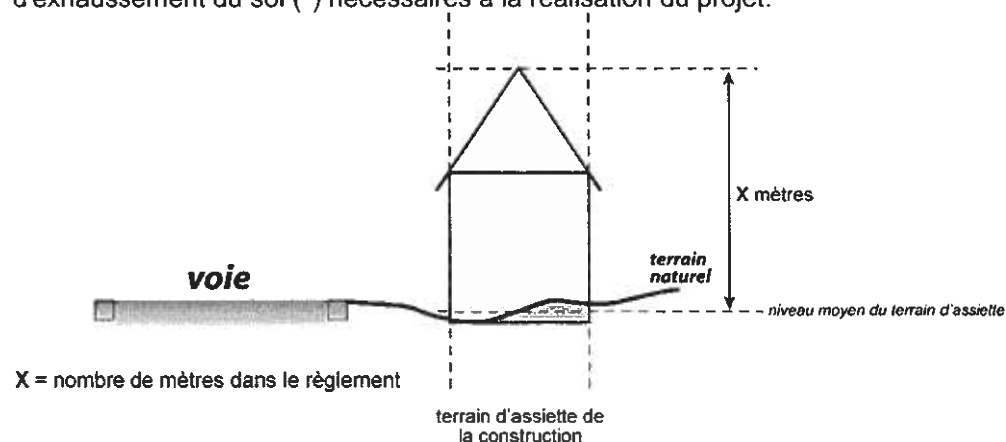 d'exhaussement du sol (*) nécessaires à la réalisation du projet.
X mètres
terrain
naturel
voie
niveau moyen du terrain d'assiette
X = nombre de mètres dans le règlement
terrain d'assiette de
la construction